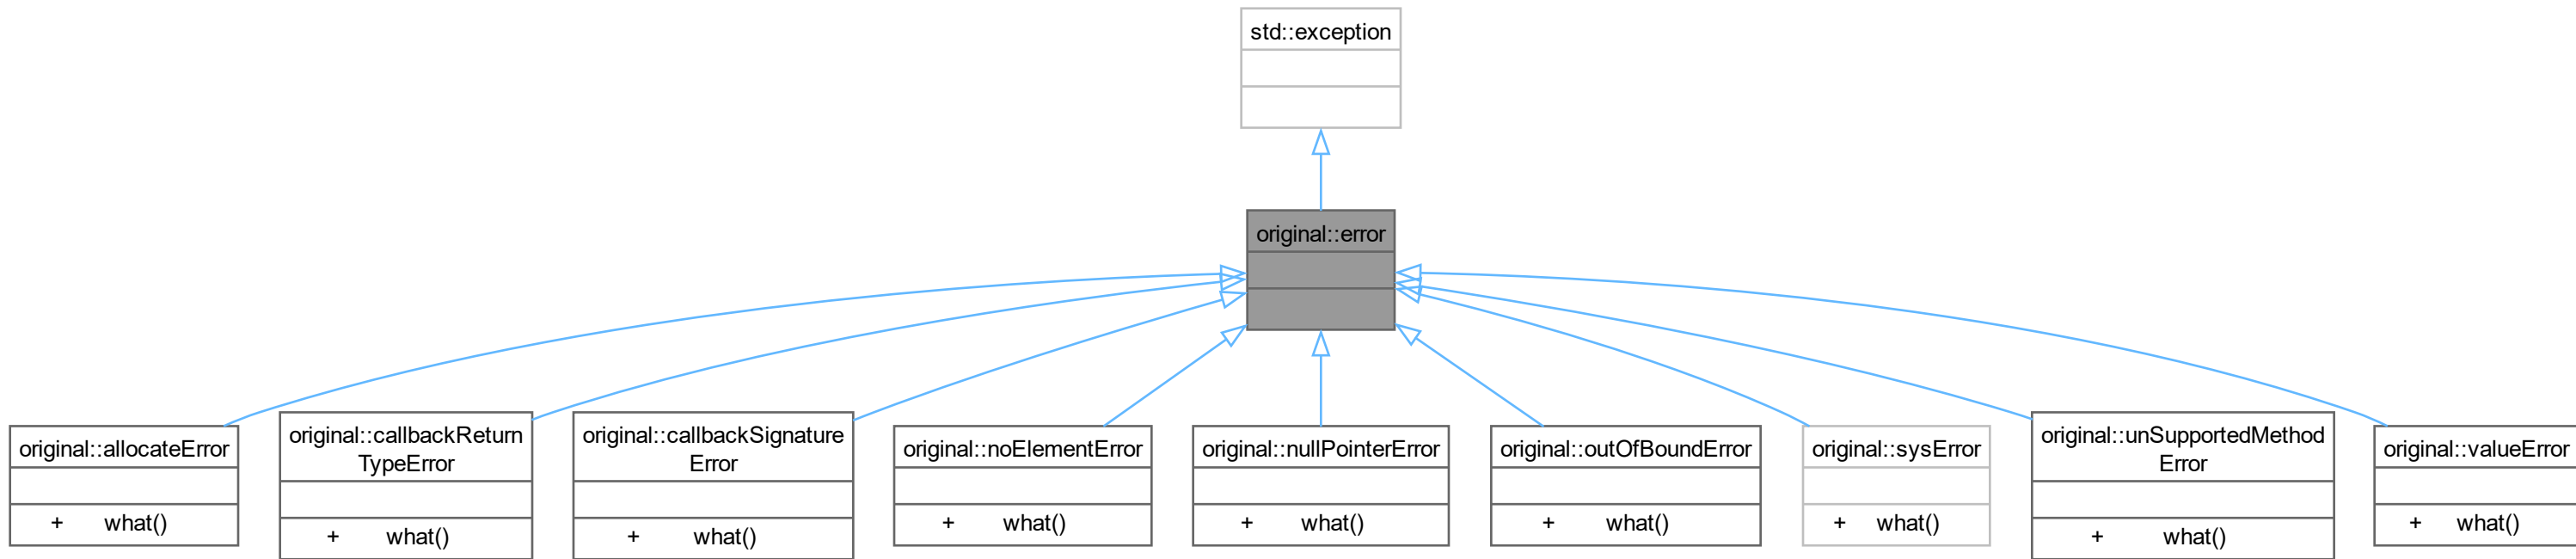 std::exception
original::error
original::allocateError
+ what()
original::callbackReturn
TypeError
+ what()
original::callbackSignature
Error
+ what()
original::noElementError
+ what()
original::nullPointerError
+ what()
original::outOfBoundError
+ what()
original::sysError
+ what()
original::unSupportedMethod
Error
+ what()
original::valueError
+ what()